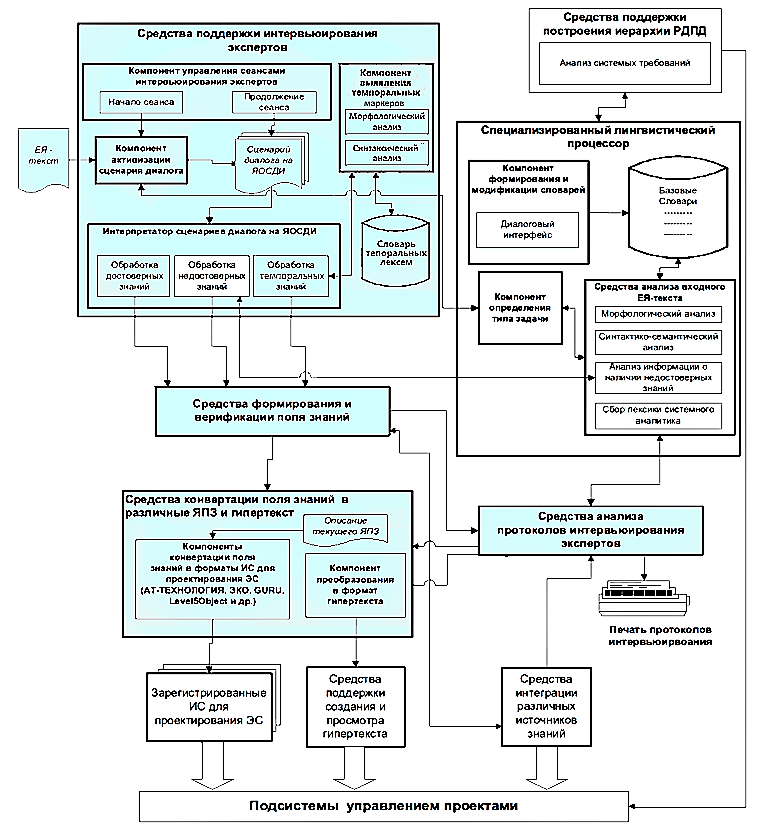 Средства поддержки интервьюирования
экспертов
Компонент управления сеансами
интервьюирования экспертов
Начало сеанса
Продолжение
сеанса
Компонент
выявления
темпоральных
маркеров
Морфологический
анализ
Синтаксический
анализ
ЕЯ -
текст
Компонент
активизации
сценария диалога
Сценарий
диалога на
ЯОСДИ
Интерпретатор сценариев диалога на ЯОСДИ
Обработка
достоверных
знаний
Обработка
недостоверных
знаний
Обработка
темпоральных
знаний
Словарь
тепоральных
лексем
Средства поддержки
построения иерархии РДПД
Анализ системных требований
Специализированный лингвистический
процессор
Компонент
формирования и
модификации словарей
Диалоговый
интерфейс
Базовые
Словари
---------
---------
---------
Компонент
определения
типа задачи
Средства анализа входного
ЕЯ-текста
Морфологический анализ
Синтактико-семантический
анализ
Анализ информации о
наличии недостоверных
знаний
Сбор лексики системного
аналитика
Средства формирования и
верификации поля знаний
Средства конвертации поля знаний в
различные ЯПЗ и гипертекст
Описание
текущего ЯПЗ
Компоненты
конвертации поля
знаний в форматы ИС для
проектирования ЭС
(АТ-ТЕХНОЛОГИЯ, ЭКО, GURU,
Level5Object и др.)
Компонент
преобразования
в формат
гипертекста
Средства анализа
протоколов интервьюирования
экспертов
Печать протоколов
интервьюирвоания
Зарегистрированные
ИС для
проектирования ЭС
Средства
поддержки
создания и
просмотра
гипертекста
Средства
интеграции
различных
источников
знаний
Подсистемы управлением проектами